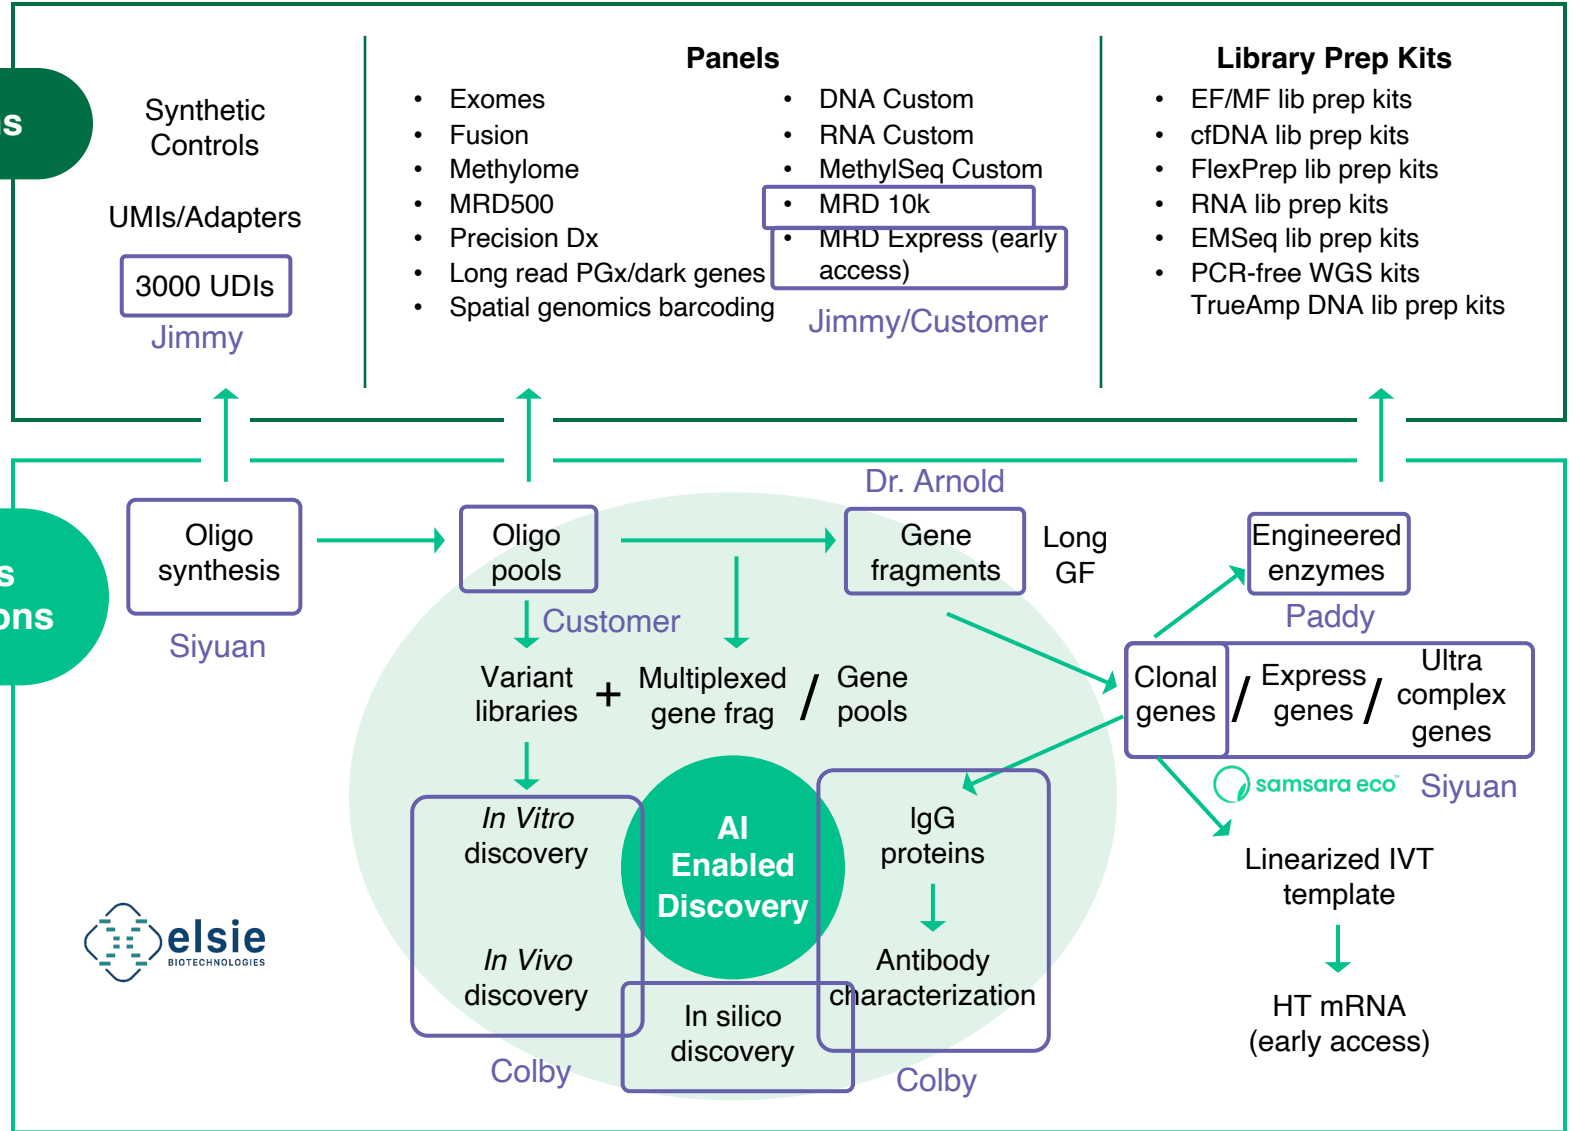 ns
Synthetic
Controls
UMIs/Adapters
3000 UDIs
Jimmy
Panels
• Exomes
• Fusion
• Methylome
• MRD500
• Precision Dx
• Long read PGx/dark genes
• Spatial genomics barcoding
• DNA Custom
• RNA Custom
• MethylSeq Custom
• MRD 10k
• MRD Express (early
access)
Jimmy/Customer
Library Prep Kits
• EF/MF lib prep kits
• cfDNA lib prep kits
• FlexPrep lib prep kits
• RNA lib prep kits
• EMSeq lib prep kits
• PCR-free WGS kits
TrueAmp DNA lib prep kits
s
ons
Oligo
synthesis
Siyuan
Oligo
pools
Customer
Dr. Arnold
Gene
fragments
Long
GF
Engineered
enzymes
Paddy
Variant
libraries
+
Multiplexed
gene frag
/
Gene
pools
Clonal
genes
/
Express
genes
/
Ultra
complex
genes
samsara eco™
Siyuan
In Vitro
discovery
In Vivo
discovery
Colby
AI
Enabled
Discovery
In silico
discovery
IgG
proteins
Antibody
characterization
Colby
Linearized IVT
template
HT mRNA
(early access)
elsie
BIOTECHNOLOGIES